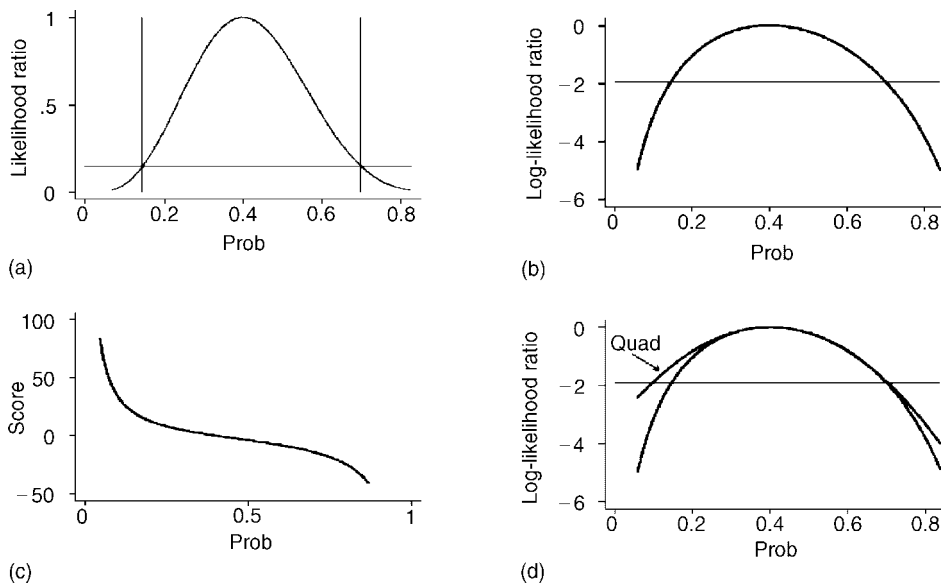 Likelihood ratio
1
.5
0
0 0.2 0.4 0.6 0.8
Prob
(a)
Log-likelihood ratio
0
−2
−4
−6
0 0.2 0.4 0.6 0.8
Prob
(b)
Score
100
50
0
−50
0 0.5 1
Prob
(c)
Log-likelihood ratio
0
Quad
−2
−4
−6
0 0.2 0.4 0.6 0.8
Prob
(d)